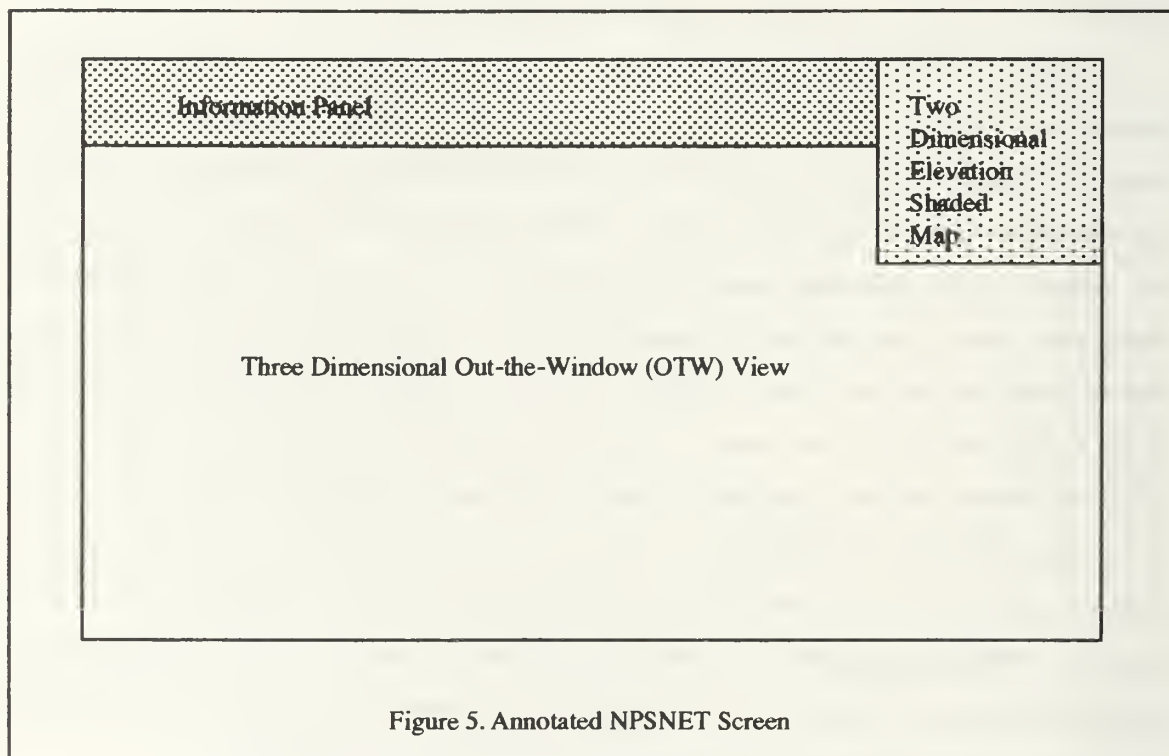 Information Panel
Two
Dimensional
Elevation
Shaded
Map
Three Dimensional Out-the-Window (OTW) View
Figure 5. Annotated NPSNET Screen